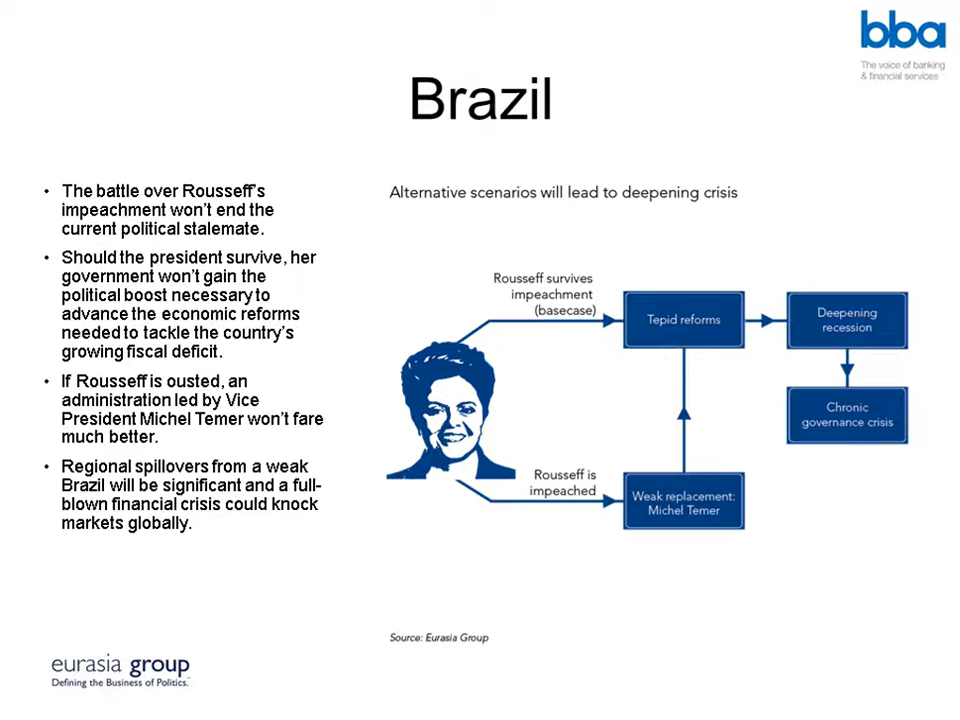 bba
The voice of banking
& financial services
Brazil
• The battle over Rousseff's
impeachment won't end the
current political stalemate.
• Should the president survive, her
government won't gain the
political boost necessary to
advance the economic reforms
needed to tackle the country's
growing fiscal deficit.
• If Rousseff is ousted, an
administration led by Vice
President Michel Temer won't fare
much better.
• Regional spillovers from a weak
Brazil will be significant and a full-
blown financial crisis could knock
markets globally.
Alternative scenarios will lead to deepening crisis
Rousseff survives
impeachment
(basecase)
Tepid reforms
Deepening
recession
Chronic
governance crisis
Rousseff is
impeached
Weak replacement:
Michel Temer
Source: Eurasia Group
eurasia group
Defining the Business of Politics.